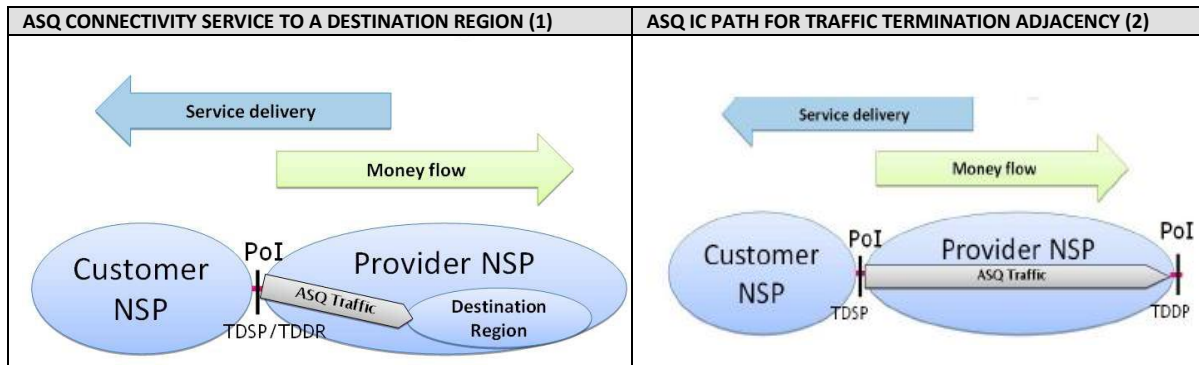 ASQ CONNECTIVITY SERVICE TO A DESTINATION REGION (1)
Service delivery
Money flow
Customer
NSP
PoI
Provider NSP
ASQ Traffic
Destination
Region
TDSP/TDDR
ASQ IC PATH FOR TRAFFIC TERMINATION ADJACENCY (2)
Service delivery
Money flow
Customer
NSP
PoI
Provider NSP
PoI
ASQ Traffic
TDSP
TDDP